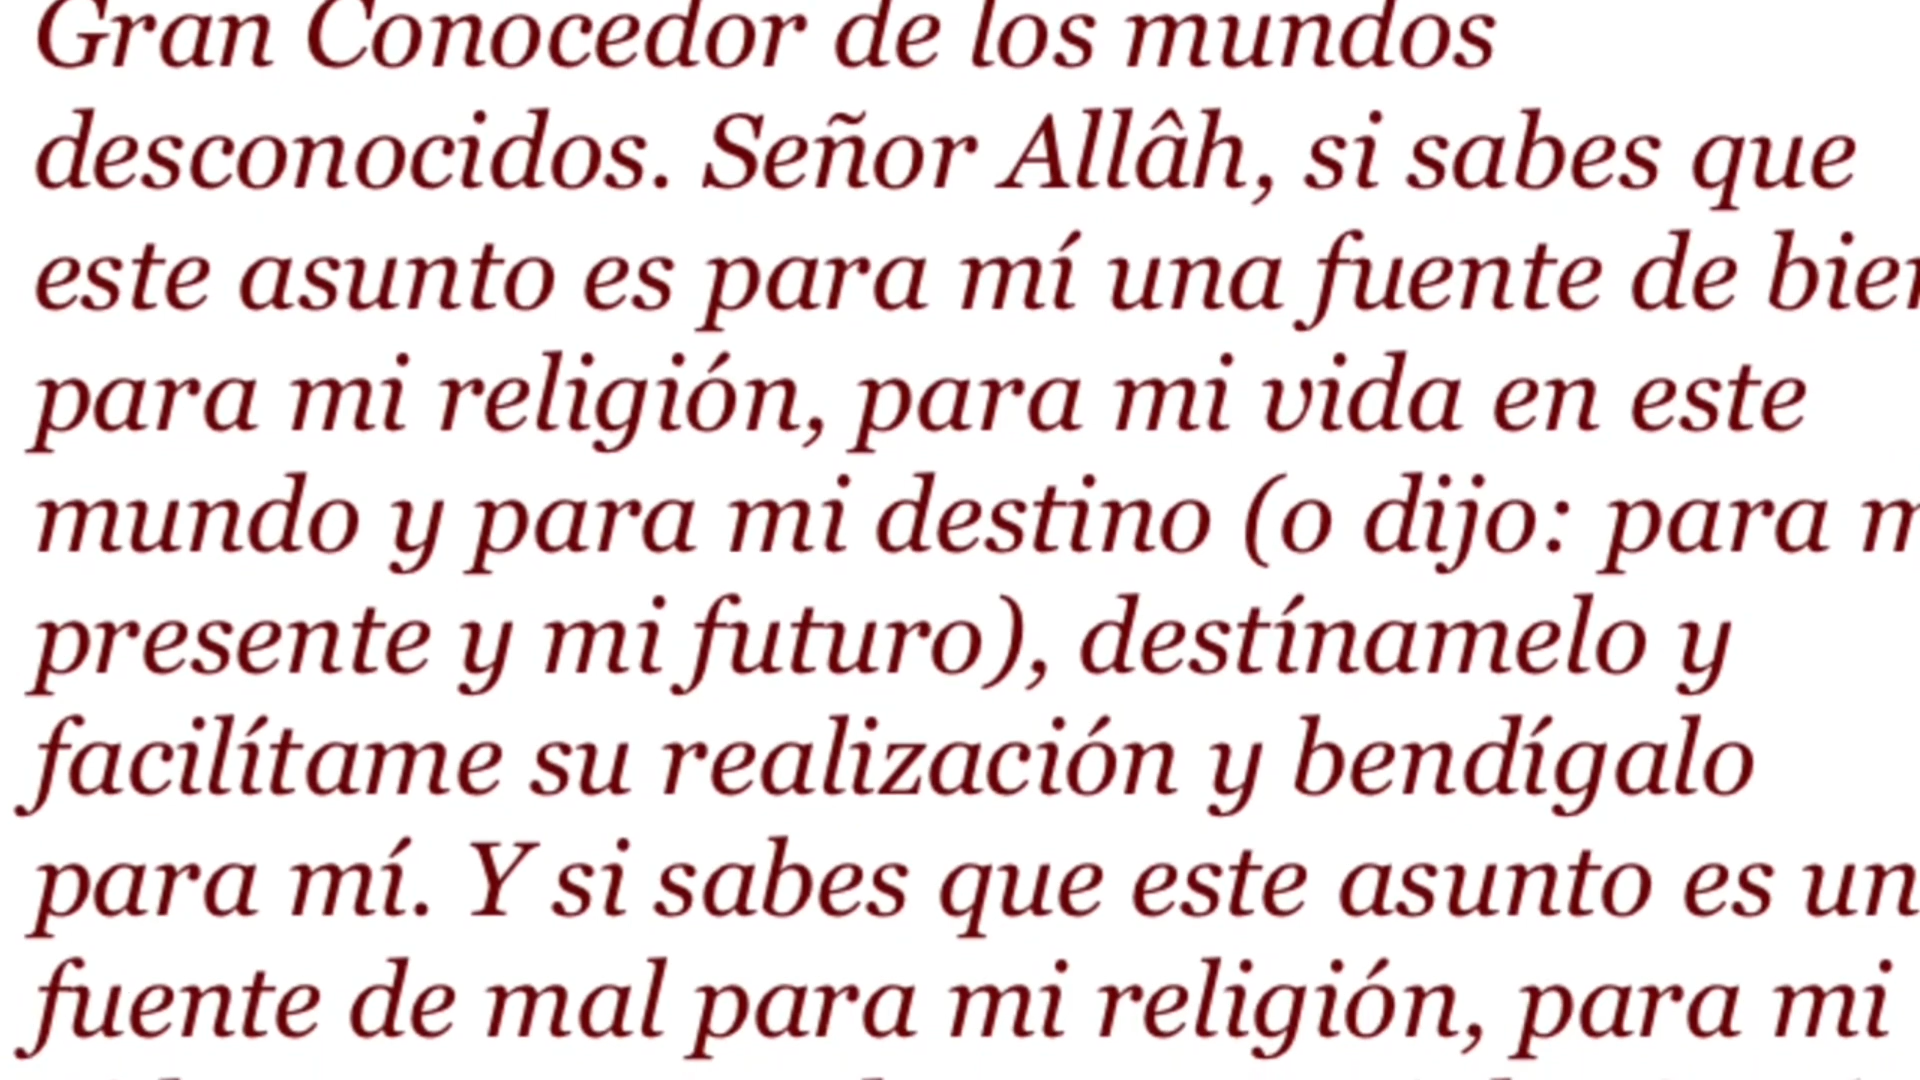 Gran Conocedor de los mundos
desconocidos. Señor Allâh, si sabes que
este asunto es para mí una fuente de
para mi religión, para mi vida en este
mundo y para mi destino (o dijo: para
presente y mi futuro), destínamelo y
facilítame su realización y bendígalo
para mí. Y si sabes que este asunto es
fuente de mal para mi religión, para mi